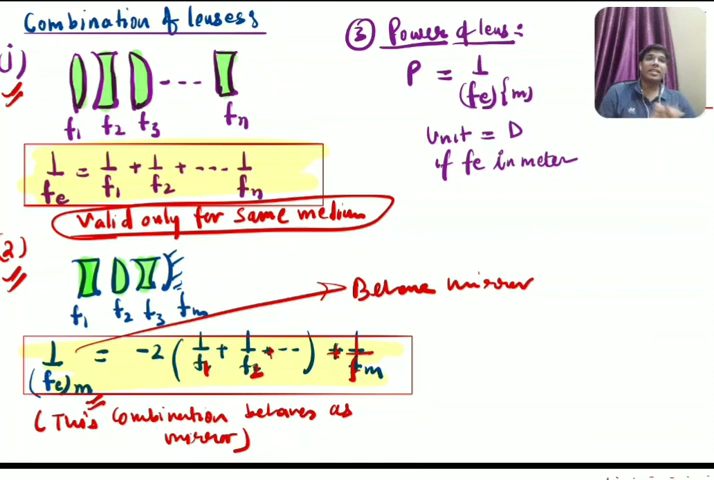 Combination of lensess
(1)
f1 f2 f3 ... fn
1/fe = 1/f1 + 1/f2 + ... 1/fn
Valid only for same medium
(2)
f1 f2 f3 fm
Behave mirror
1/(fe)m = -2 ( 1/f1 + 1/f2 + ... ) + 1/fm
(This combination behaves as
mirror)
③ Power of lens:
P = 1/(fe){m}
Unit = D
if fe in meter